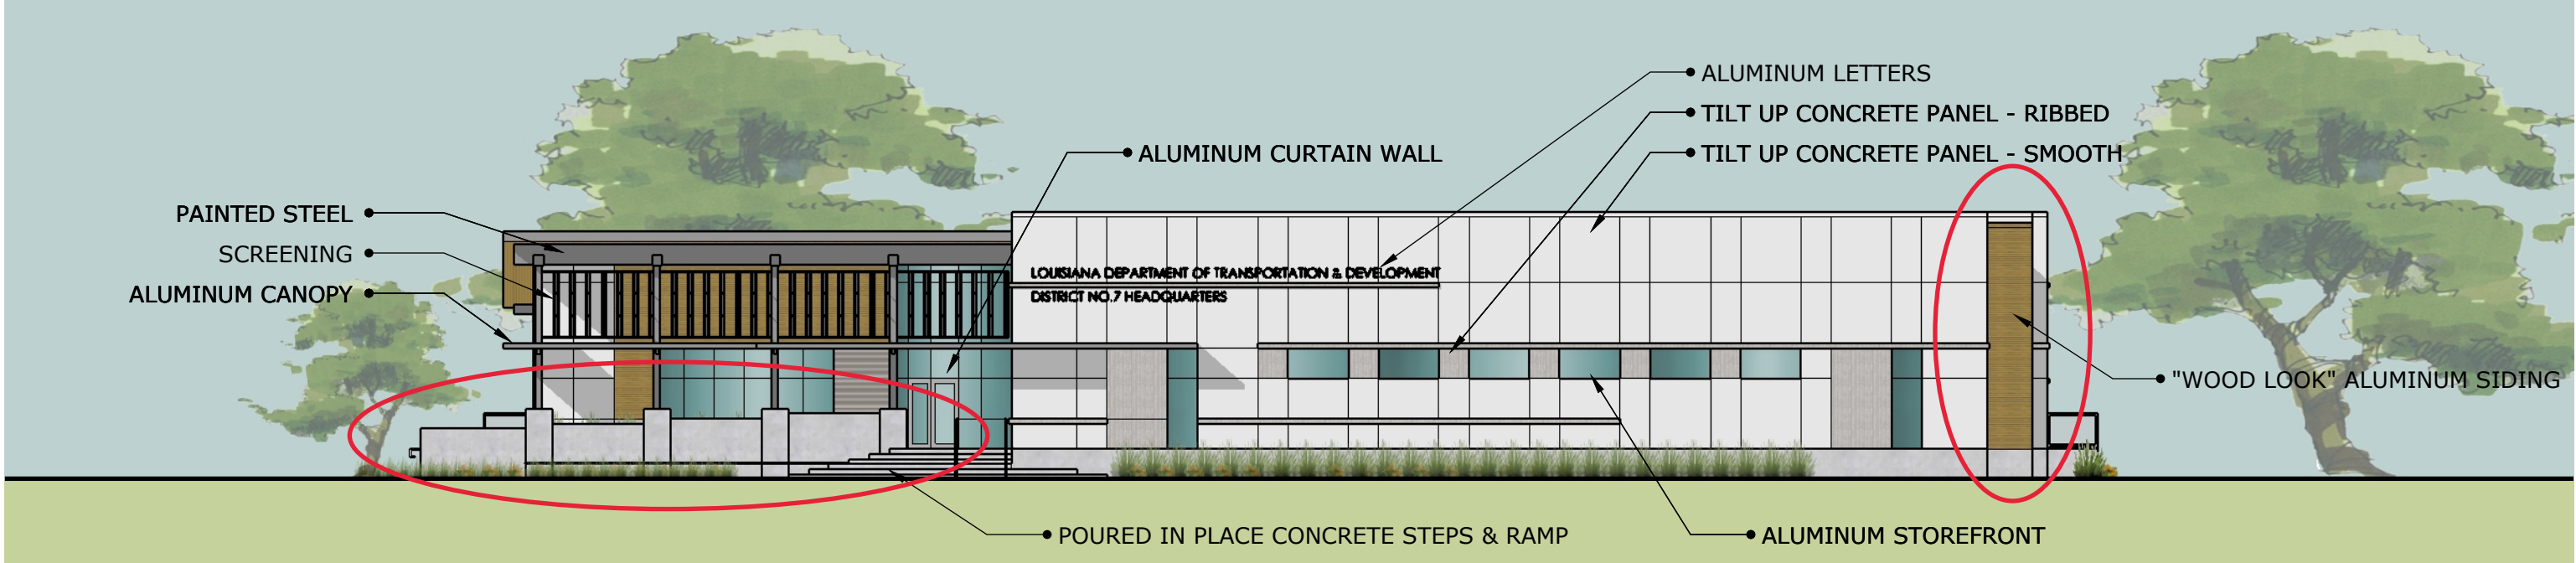 ALUMINUM LETTERS
TILT UP CONCRETE PANEL - RIBBED
ALUMINUM CURTAIN WALL
TILT UP CONCRETE PANEL - SMOOTH
PAINTED STEEL
SCREENING
ALUMINUM CANOPY
LOUISIANA DEPARTMENT OF TRANSPORTATION & DEVELOPMENT
DISTRICT NO.7 HEADQUARTERS
"WOOD LOOK" ALUMINUM SIDING
POURED IN PLACE CONCRETE STEPS & RAMP
ALUMINUM STOREFRONT